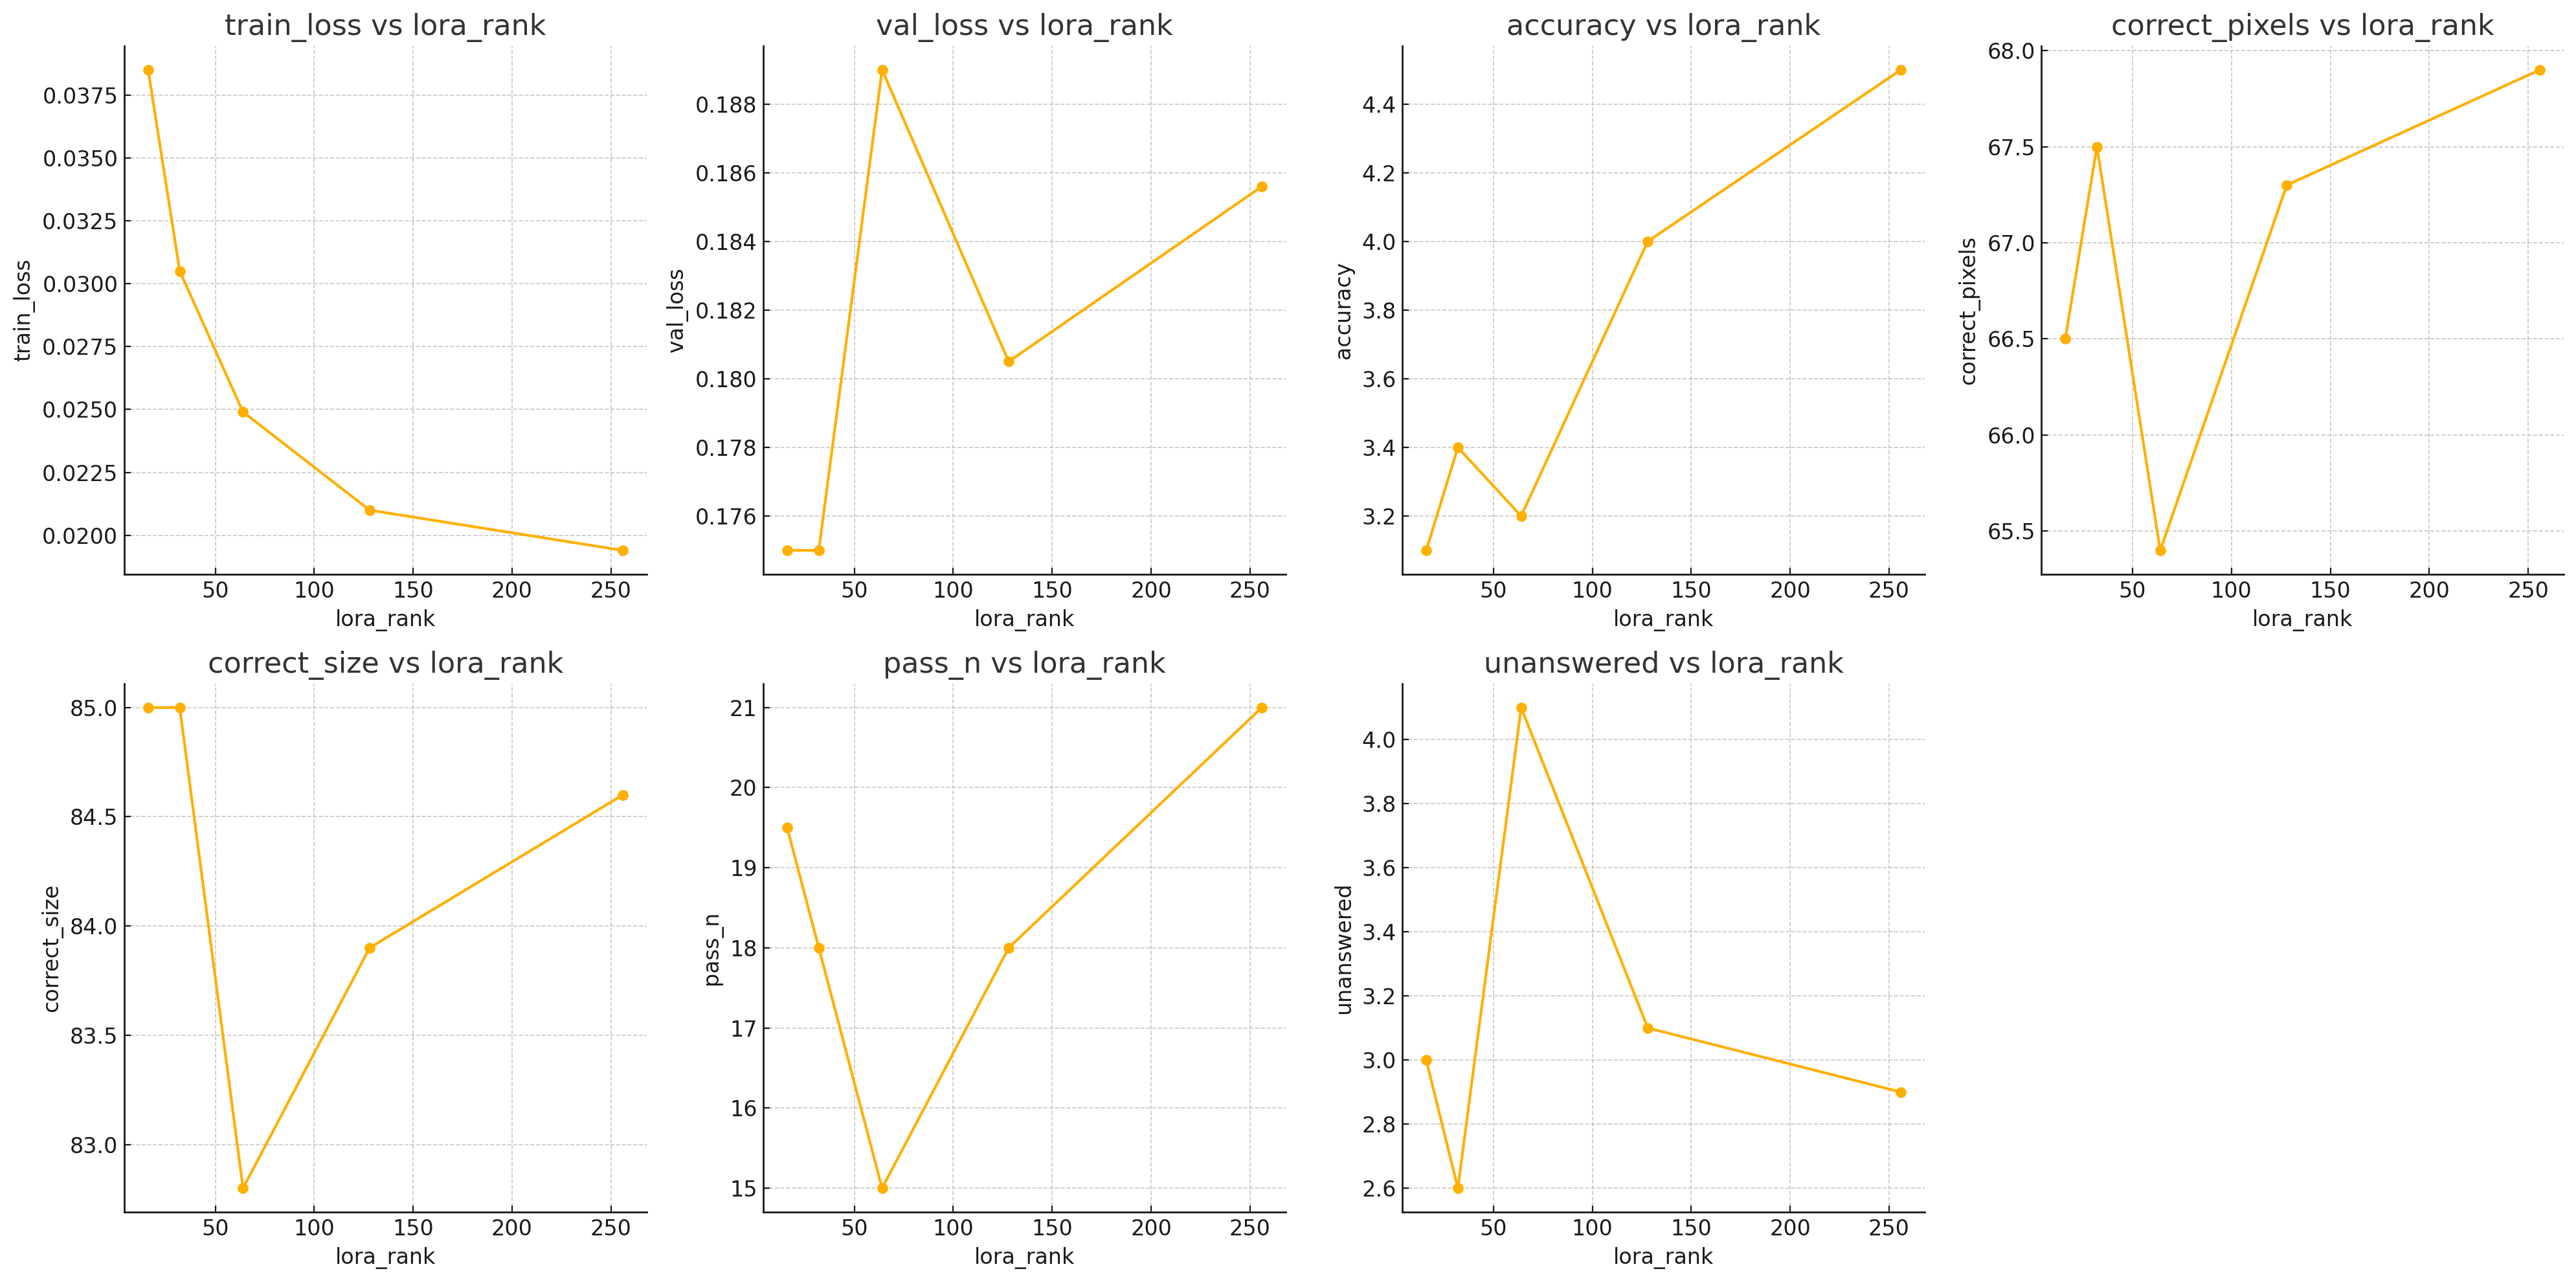 train_loss vs lora_rank
train_loss
0.0375
0.0350
0.0325
0.0300
0.0275
0.0250
0.0225
0.0200
50 100 150 200 250
lora_rank
val_loss vs lora_rank
val_loss
0.188
0.186
0.184
0.182
0.180
0.178
0.176
50 100 150 200 250
lora_rank
accuracy vs lora_rank
accuracy
4.4
4.2
4.0
3.8
3.6
3.4
3.2
50 100 150 200 250
lora_rank
correct_pixels vs lora_rank
correct_pixels
68.0
67.5
67.0
66.5
66.0
65.5
50 100 150 200 250
lora_rank
correct_size vs lora_rank
correct_size
85.0
84.5
84.0
83.5
83.0
50 100 150 200 250
lora_rank
pass_n vs lora_rank
pass_n
21
20
19
18
17
16
15
50 100 150 200 250
lora_rank
unanswered vs lora_rank
unanswered
4.0
3.8
3.6
3.4
3.2
3.0
2.8
2.6
50 100 150 200 250
lora_rank